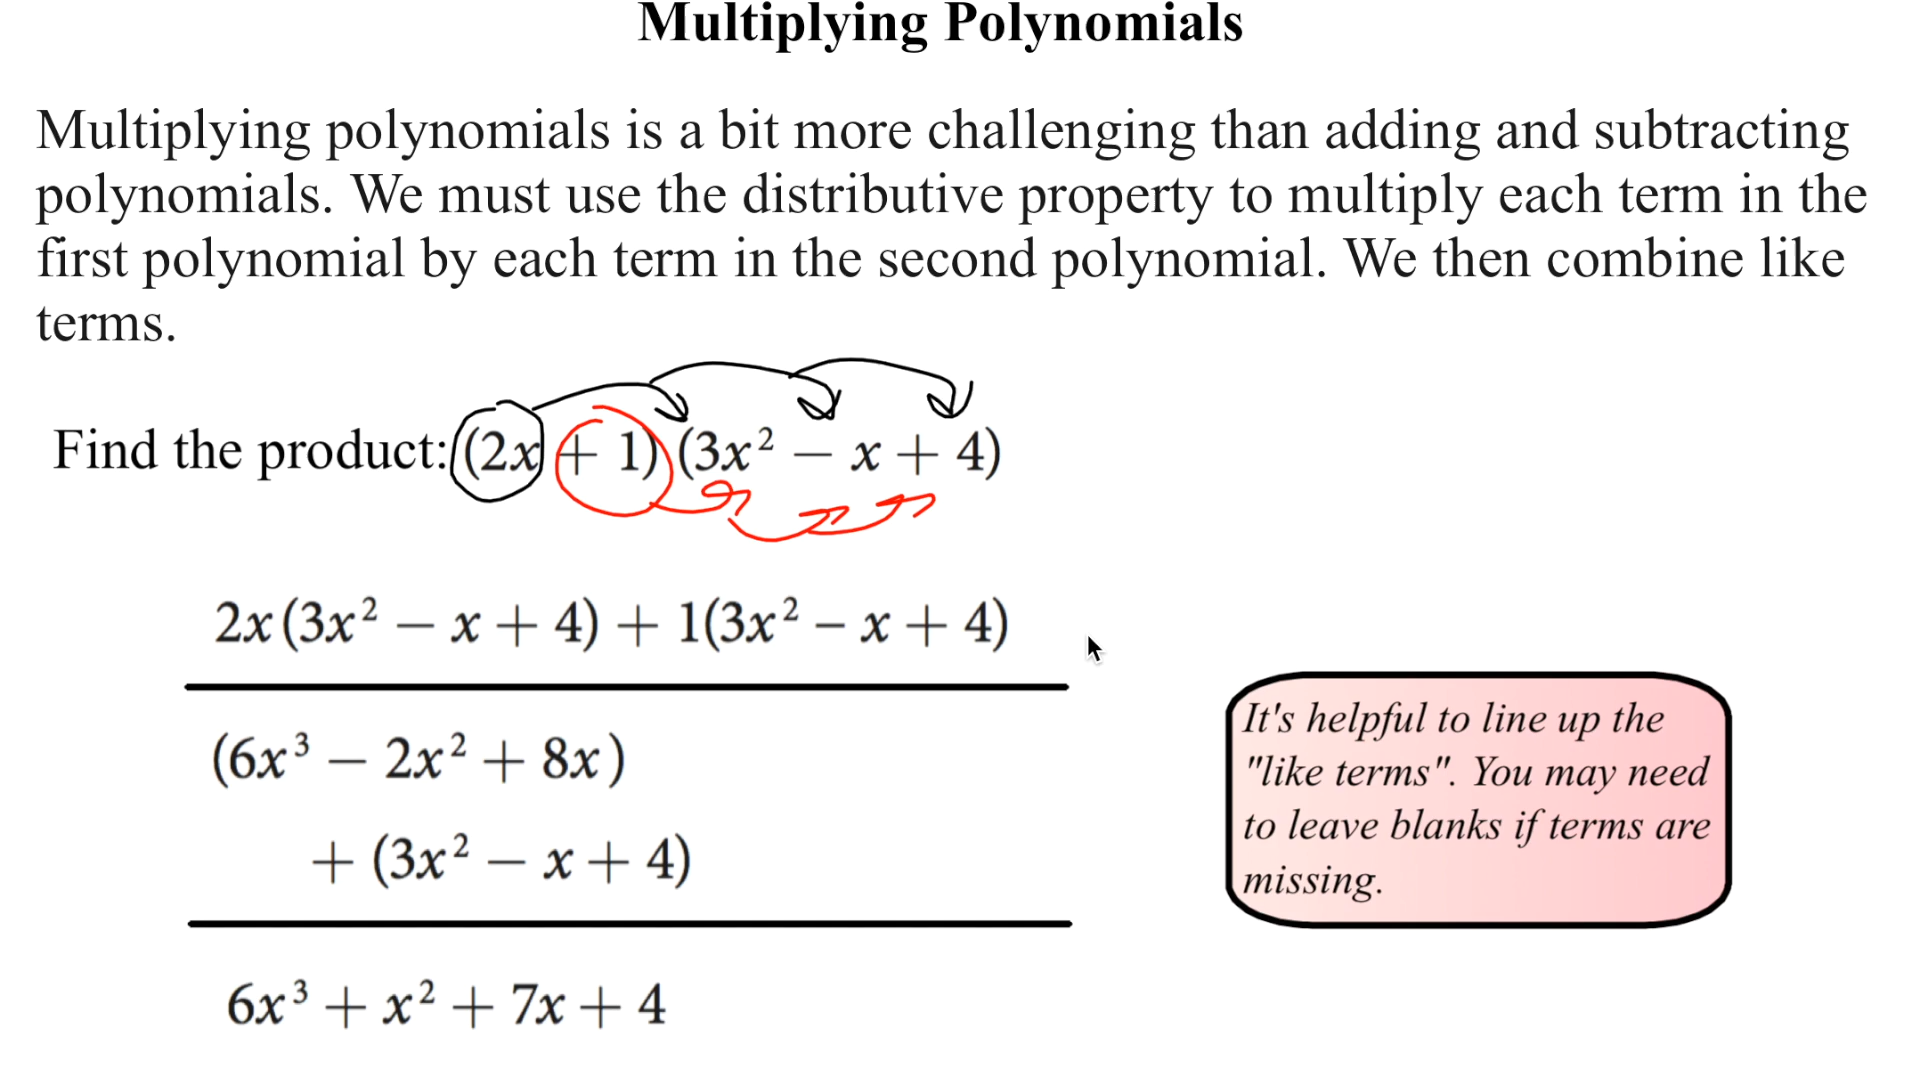 Multiplying Polynomials
Multiplying polynomials is a bit more challenging than adding and subtracting
polynomials. We must use the distributive property to multiply each term in the
first polynomial by each term in the second polynomial. We then combine like
terms.
Find the product: (2x + 1) (3x² − x + 4)
2x(3x² − x + 4) + 1(3x² − x + 4)
(6x³ − 2x² + 8x)
+ (3x² − x + 4)
6x³ + x² + 7x + 4
It's helpful to line up the
"like terms". You may need
to leave blanks if terms are
missing.